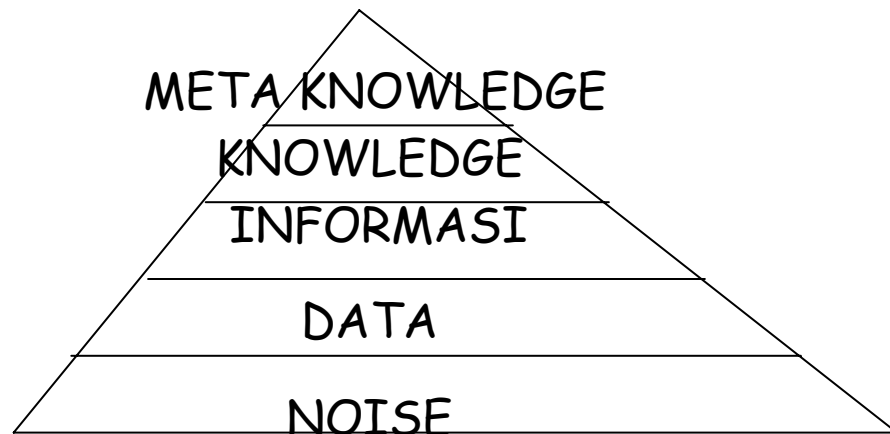 META KNOWLEDGE
KNOWLEDGE
INFORMASI
DATA
NOISE